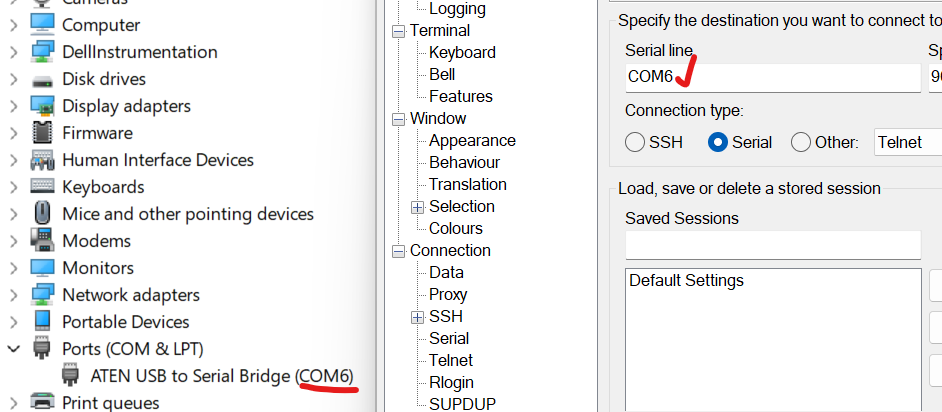 Cameras
Computer
DellInstrumentation
Disk drives
Display adapters
Firmware
Human Interface Devices
Keyboards
Mice and other pointing devices
Modems
Monitors
Network adapters
Portable Devices
Ports (COM & LPT)
ATEN USB to Serial Bridge (COM6)
Print queues
Logging
Terminal
Keyboard
Bell
Features
Window
Appearance
Behaviour
Translation
Selection
Colours
Connection
Data
Proxy
SSH
Serial
Telnet
Rlogin
SUPDUP
Specify the destination you want to connect to
Serial line
Sp
COM6
96
Connection type:
SSH
Serial
Other:
Telnet
Load, save or delete a stored session
Saved Sessions
Default Settings